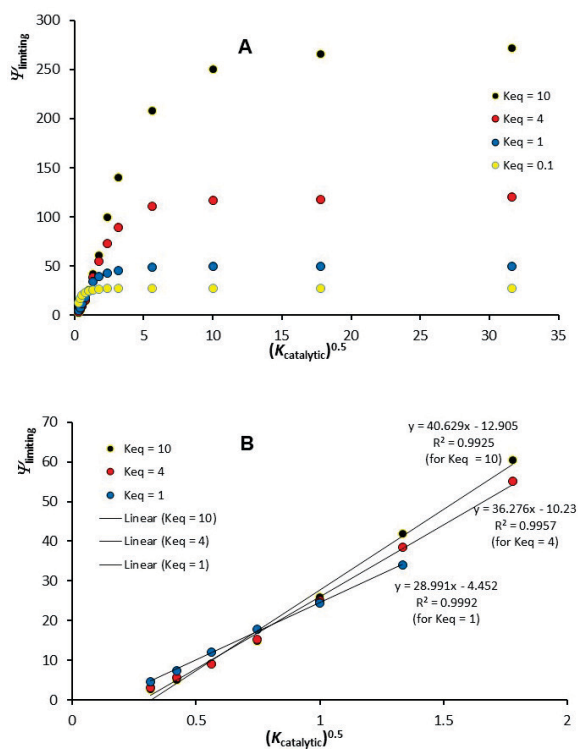 300
250
200
150
100
50
0
Ψlimiting
A
Keq = 10
Keq = 4
Keq = 1
Keq = 0.1
0 5 10 15 20 25 30 35
(Kcatalytic)0.5
70
60
50
40
30
20
10
0
Ψlimiting
B
Keq = 10
Keq = 4
Keq = 1
Linear (Keq = 10)
Linear (Keq = 4)
Linear (Keq = 1)
y = 40.629x - 12.905
R² = 0.9925
(for Keq = 10)
y = 36.276x - 10.23
R² = 0.9957
(for Keq = 4)
y = 28.991x - 4.452
R² = 0.9992
(for Keq = 1)
0 0.5 1 1.5 2
(Kcatalytic)0.5